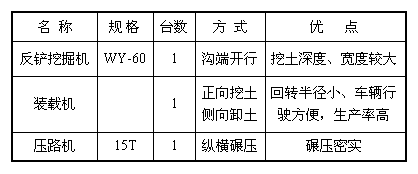 名 称 规 格 台数 方 式 优 点
反铲挖掘机 WY-60 1 沟端开行 挖土深度、宽度较大
装载机 1 正向挖土 侧向卸土 回转半径小、车辆行驶方便，生产率高
压路机 15T 1 纵横碾压 碾压密实